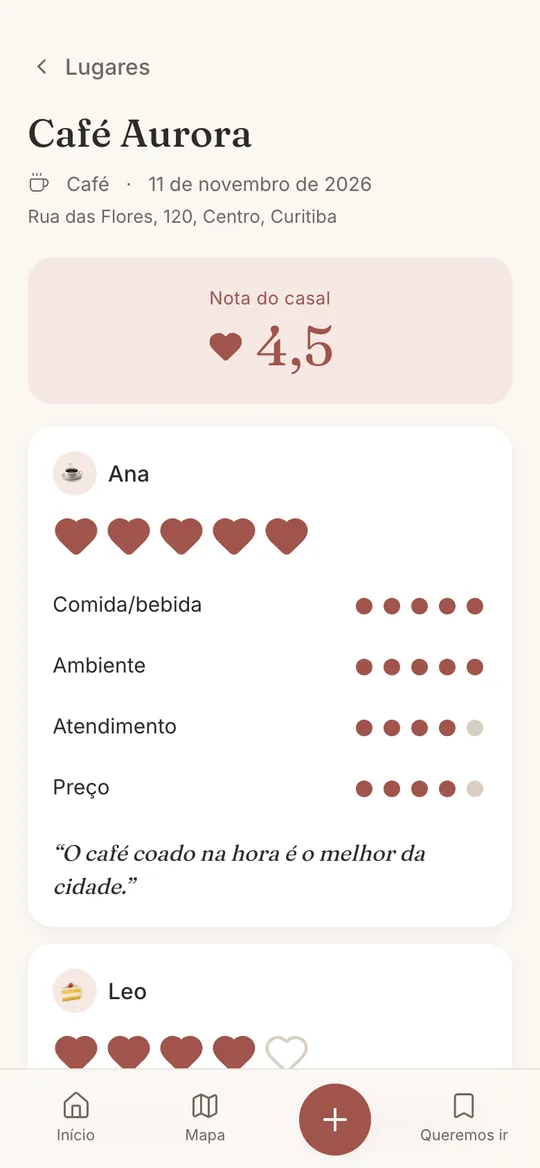 Lugares
Café Aurora
Café · 11 de novembro de 2026
Rua das Flores, 120, Centro, Curitiba
Nota do casal
4,5
Ana
Comida/bebida
Ambiente
Atendimento
Preço
“O café coado na hora é o melhor da
cidade.”
Leo
Início
Mapa
Queremos ir